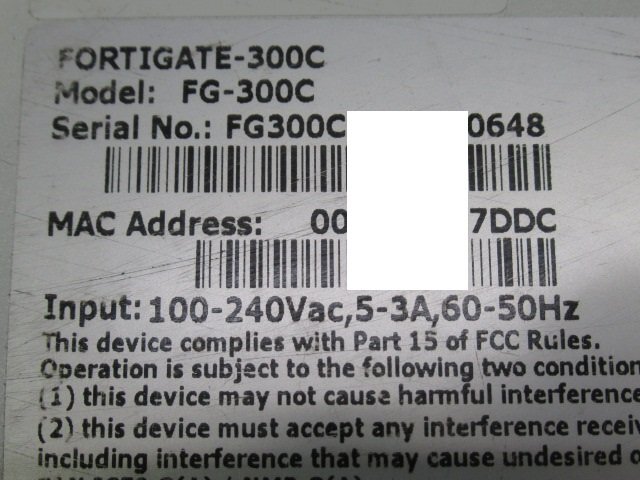 FORTIGATE-300C
Model: FG-300C
Serial No.: FG300C 0648
MAC Address: 00 7DDC
Input: 100-240Vac,5-3A,60-50Hz
This device complies with Part 15 of FCC Rules.
Operation is subject to the following two condition
(1) this device may not cause harmful interference
(2) this device must accept any interference recei
including interference that may cause undesired o